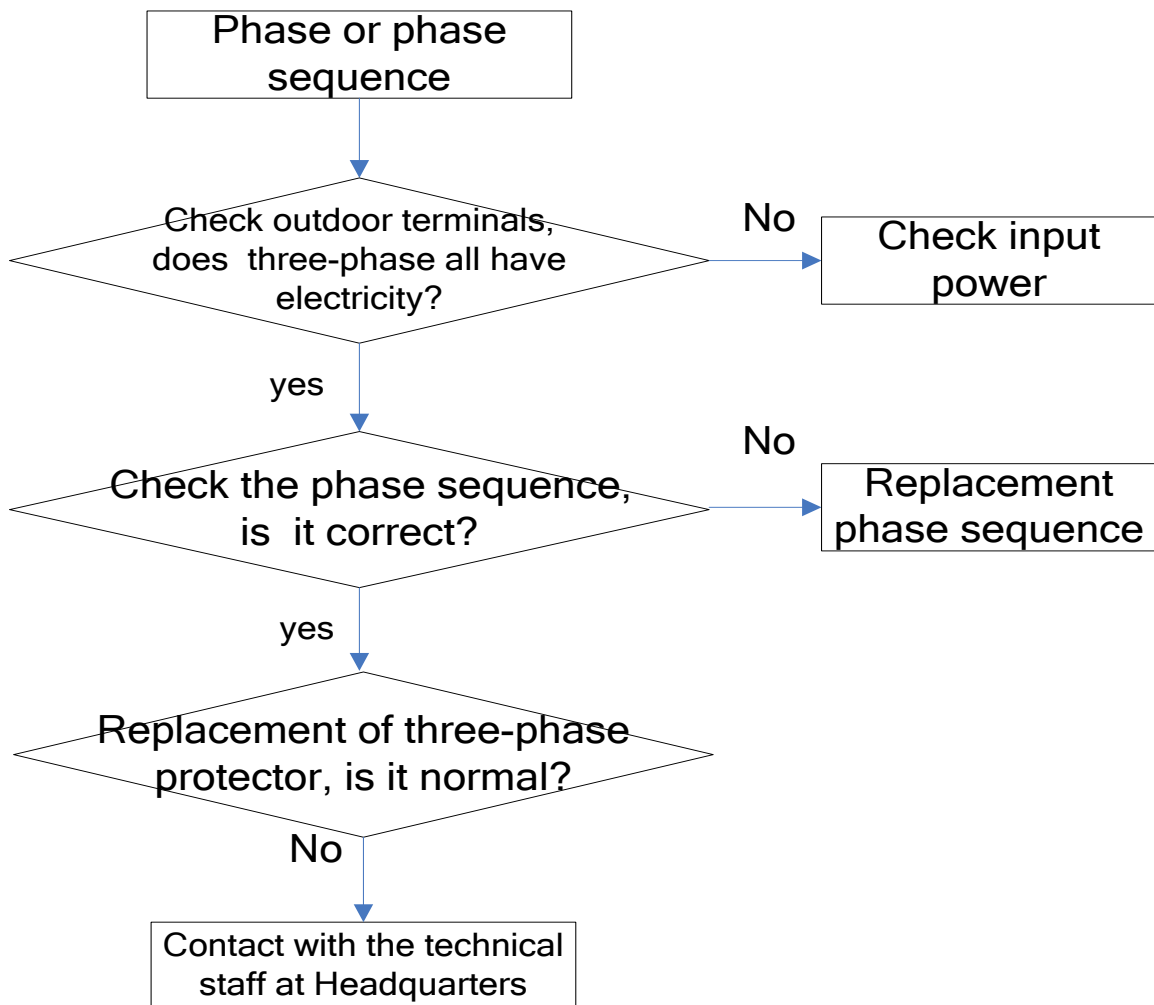 Phase or phase
sequence
Check outdoor terminals,
does three-phase all have
electricity?
No
Check input
power
yes
Check the phase sequence,
is it correct?
No
Replacement
phase sequence
yes
Replacement of three-phase
protector, is it normal?
No
Contact with the technical
staff at Headquarters